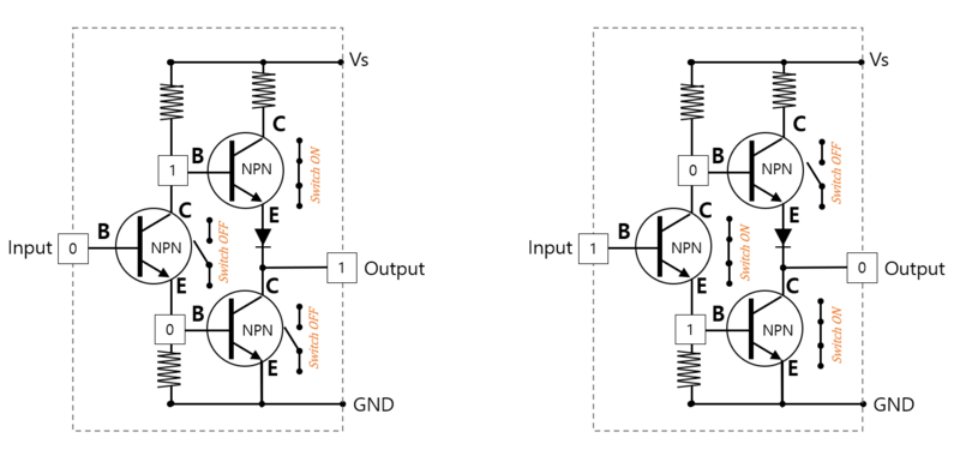 Vs
C
B
1
NPN
Switch ON
E
C
B
Input
0
NPN
Switch OFF
1
Output
E
C
B
0
NPN
Switch OFF
E
GND
Vs
C
B
0
NPN
Switch OFF
E
C
B
Input
1
NPN
Switch ON
0
Output
E
C
B
1
NPN
Switch ON
E
GND